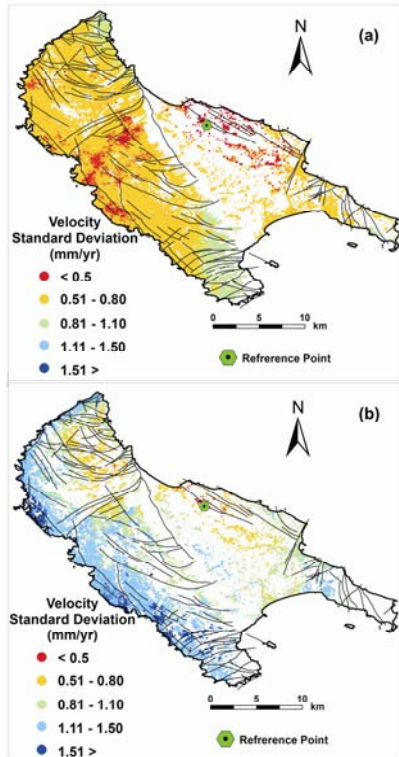 (a)
N
Velocity
Standard Deviation
(mm/yr)
< 0.5
0.51 - 0.80
0.81 - 1.10
1.11 - 1.50
1.51 >
0 5 10
km
Refrerence Point
(b)
N
Velocity
Standard Deviation
(mm/yr)
< 0.5
0.51 - 0.80
0.81 - 1.10
1.11 - 1.50
1.51 >
0 5 10
km
Refrerence Point